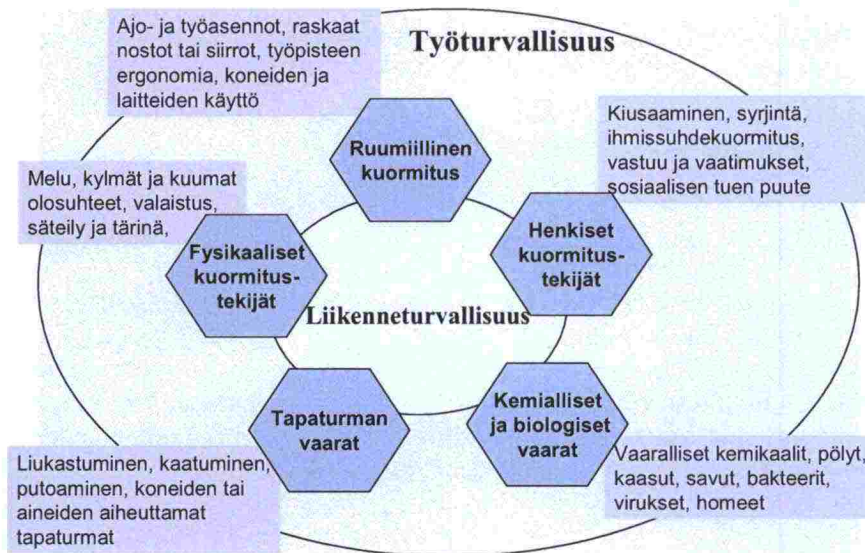 Ajo- ja työasennot, raskaat
nostot tai siirrot, työpisteen
ergonomia, koneiden ja
laitteiden käyttö
Työturvallisuus
Kiusaaminen, syrjintä,
ihmissuhdekuormitus,
vastuu ja vaatimukset,
sosiaalisen tuen puute
Ruumiillinen
kuormitus
Melu, kylmät ja kuumat
olosuhteet, valaistus,
säteily ja tärinä,
Fysikaaliset
kuormitus-
tekijät
Henkiset
kuormitus-
tekijät
Liikenneturvallisuus
Tapaturman
vaarat
Kemialliset
ja biologiset
vaarat
Liukastuminen, kaatuminen,
putoaminen, koneiden tai
aineiden aiheuttamat
tapaturmat
Vaaralliset kemikaalit, pölyt,
kaasut, savut, bakteerit,
virukset, homeet